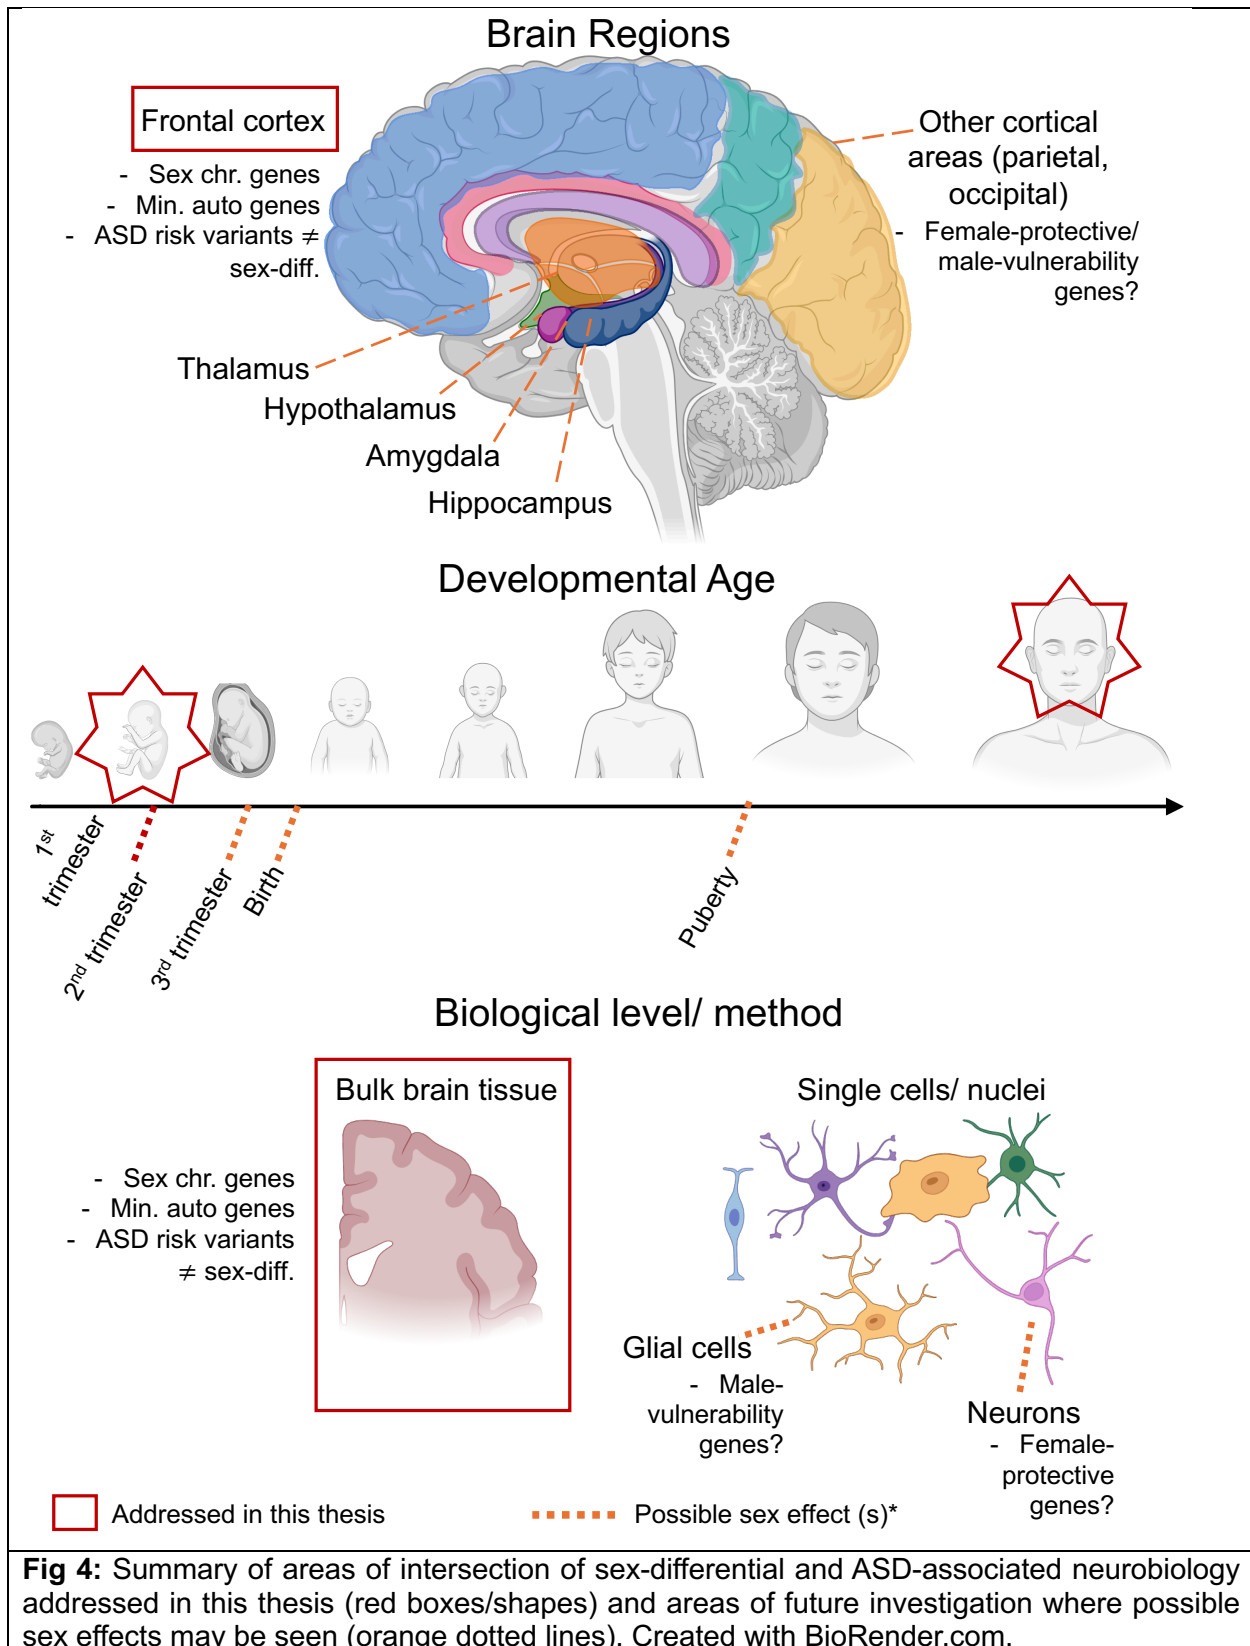 Brain Regions
Frontal cortex
- Sex chr. genes
- Min. auto genes
- ASD risk variants ≠
sex-diff.
Other cortical
areas (parietal,
occipital)
- Female-protective/
male-vulnerability
genes?
Thalamus
Hypothalamus
Amygdala
Hippocampus
Developmental Age
1st
trimester
2nd trimester
3rd trimester
Birth
Puberty
Biological level/ method
Bulk brain tissue
- Sex chr. genes
- Min. auto genes
- ASD risk variants
≠ sex-diff.
Single cells/ nuclei
Glial cells
- Male-
vulnerability
genes?
Neurons
- Female-
protective
genes?
Addressed in this thesis
Possible sex effect (s)*
Fig 4: Summary of areas of intersection of sex-differential and ASD-associated neurobiology
addressed in this thesis (red boxes/shapes) and areas of future investigation where possible
sex effects may be seen (orange dotted lines). Created with BioRender.com.